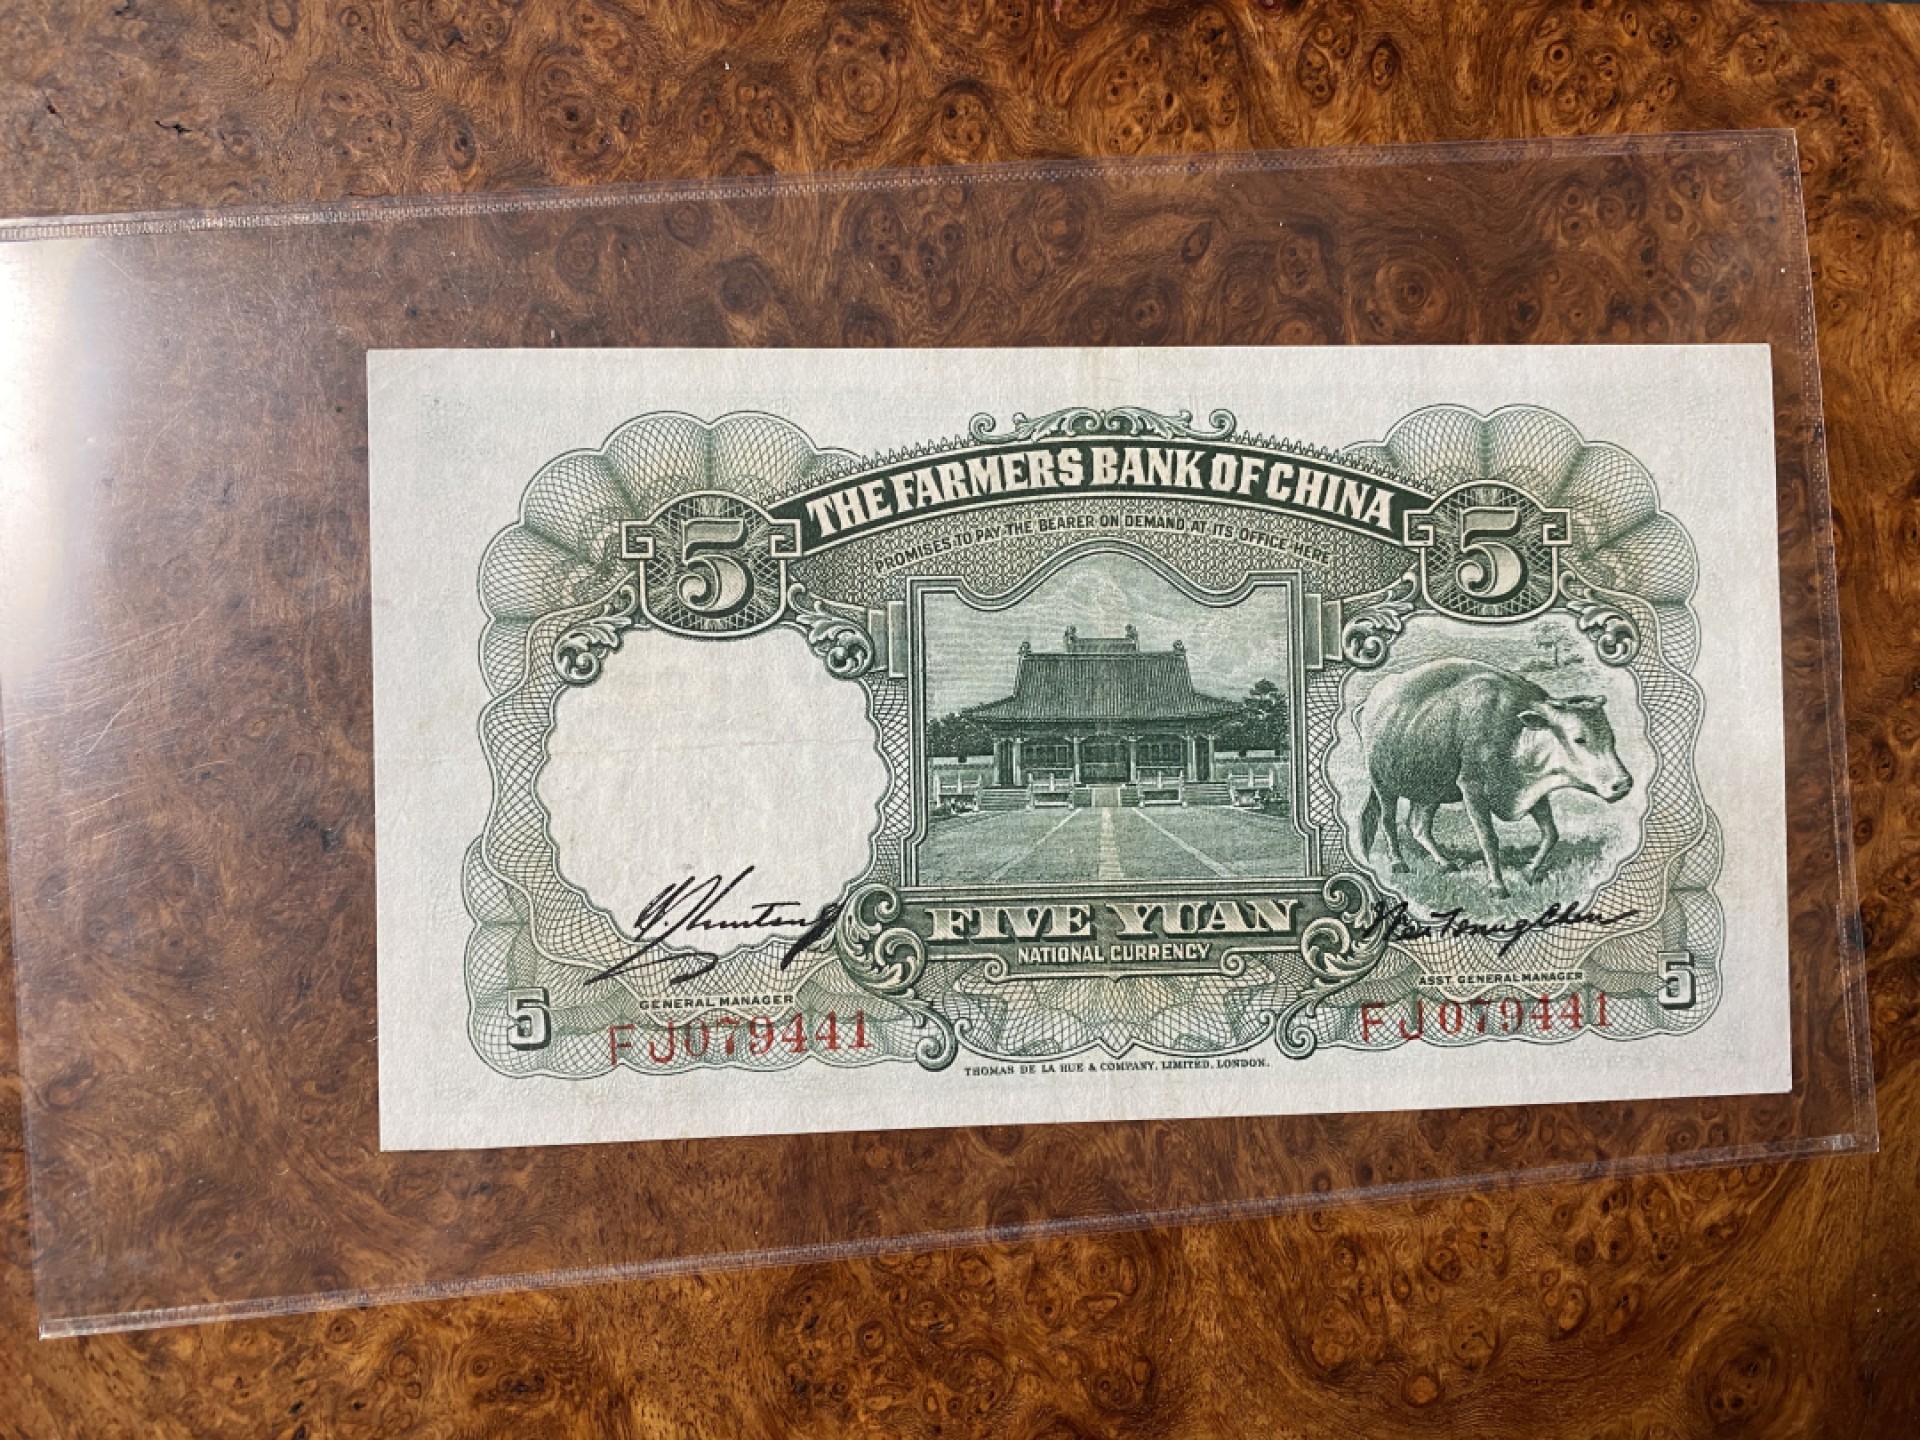 THE FARMERS BANK OF CHINA
PROMISES TO PAY THE BEARER ON DEMAND AT ITS OFFICE HERE
5 5
FIVE YUAN
NATIONAL CURRENCY
GENERAL MANAGER
ASST GENERAL MANAGER
5 5
FJ079441 FJ079441
THOMAS DE LA RUE & COMPANY, LIMITED, LONDON.